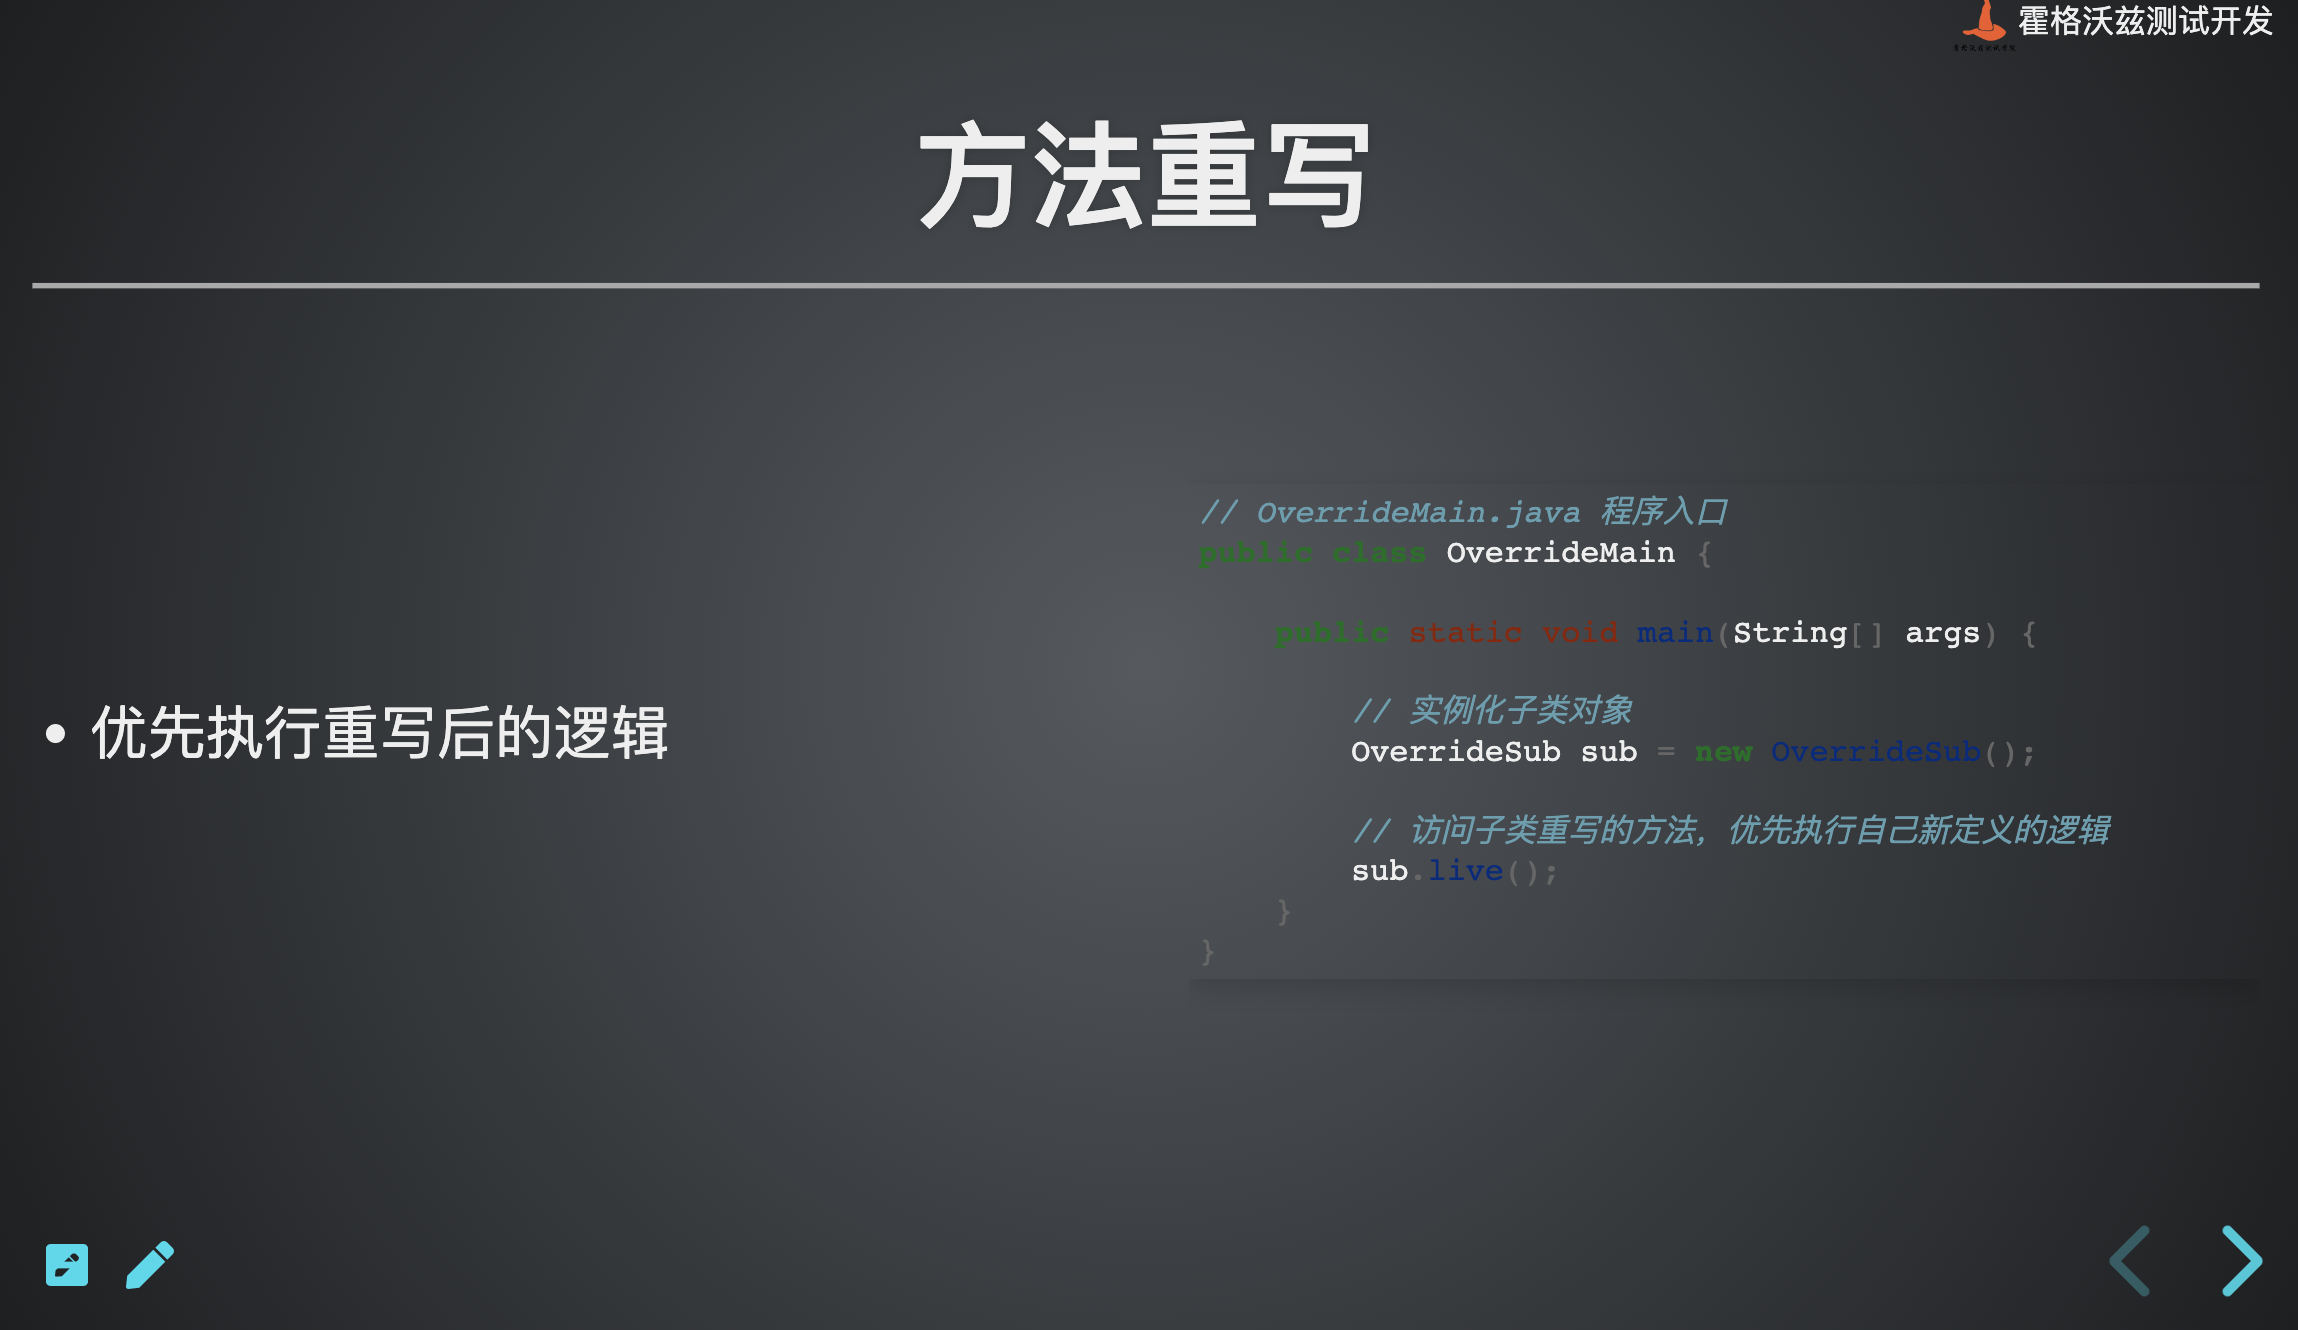 霍格沃兹测试开发
方法重写
优先执行重写后的逻辑
// OverrideMain.java 程序入口
public class OverrideMain {
public static void main(String[] args) {
// 实例化子类对象
OverrideSub sub = new OverrideSub();
// 访问子类重写的方法，优先执行自己新定义的逻辑
sub.live();
}
}